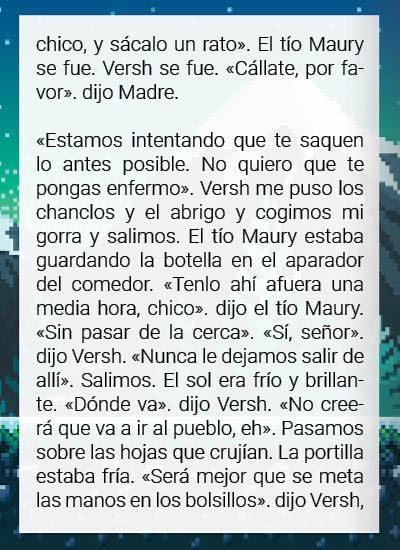 chico, y sácalo un rato». El tío Maury
se fue. Versh se fue. «Cállate, por fa-
vor». dijo Madre.
«Estamos intentando que te saquen
lo antes posible. No quiero que te
pongas enfermo». Versh me puso los
chanclos y el abrigo y cogimos mi
gorra y salimos. El tío Maury estaba
guardando la botella en el aparador
del comedor. «Tenlo ahí afuera una
media hora, chico». dijo el tío Maury.
«Sin pasar de la cerca». «Sí, señor».
dijo Versh. «Nunca le dejamos salir de
allí». Salimos. El sol era frío y brillan-
te. «Dónde va». dijo Versh. «No cree-
rá que va a ir al pueblo, eh». Pasamos
sobre las hojas que crujían. La portilla
estaba fría. «Será mejor que se meta
las manos en los bolsillos». dijo Versh,